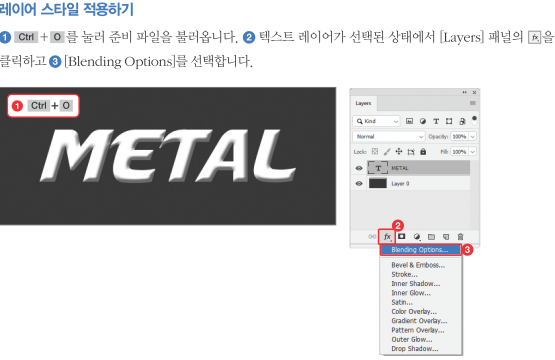 레이어 스타일 적용하기
1 Ctrl + O 를 눌러 준비 파일을 불러옵니다. 2 텍스트 레이어가 선택된 상태에서 [Layers] 패널의 fx을
클릭하고 3 [Blending Options]를 선택합니다.
1 Ctrl + O
METAL
Layers
Kind
T
Normal
Opacity: 100%
Lock:
Fill: 100%
T METAL
Layer 0
2
fx
Blending Options... 3
Bevel & Emboss...
Stroke...
Inner Shadow...
Inner Glow...
Satin...
Color Overlay...
Gradient Overlay...
Pattern Overlay...
Outer Glow...
Drop Shadow...